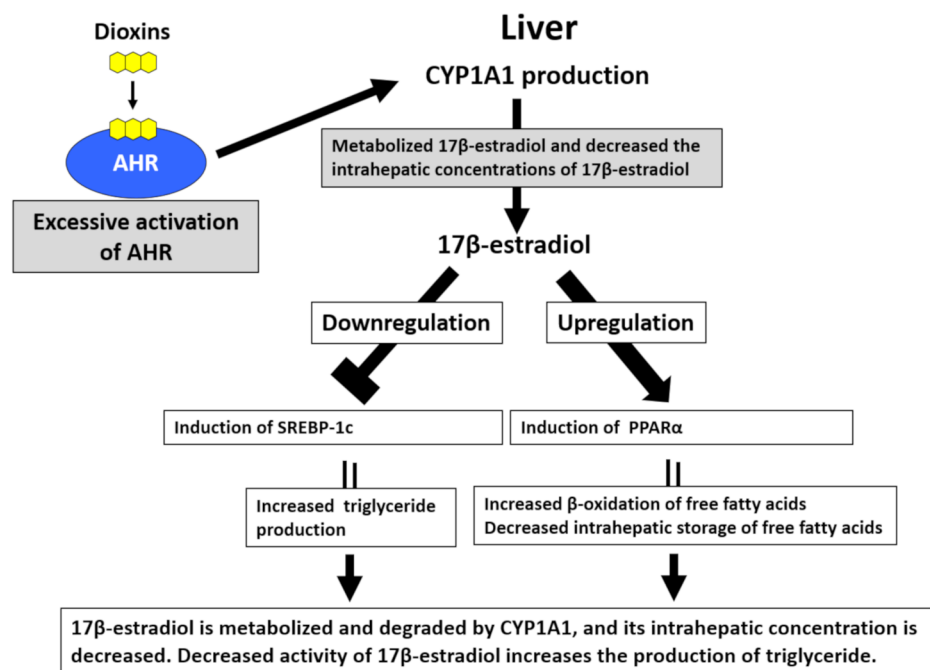 Dioxins
AHR
Excessive activation
of AHR
Liver
CYP1A1 production
Metabolized 17β-estradiol and decreased the
intrahepatic concentrations of 17β-estradiol
17β-estradiol
Downregulation
Upregulation
Induction of SREBP-1c
Induction of PPARα
Increased triglyceride
production
Increased β-oxidation of free fatty acids
Decreased intrahepatic storage of free fatty acids
17β-estradiol is metabolized and degraded by CYP1A1, and its intrahepatic concentration is
decreased. Decreased activity of 17β-estradiol increases the production of triglyceride.